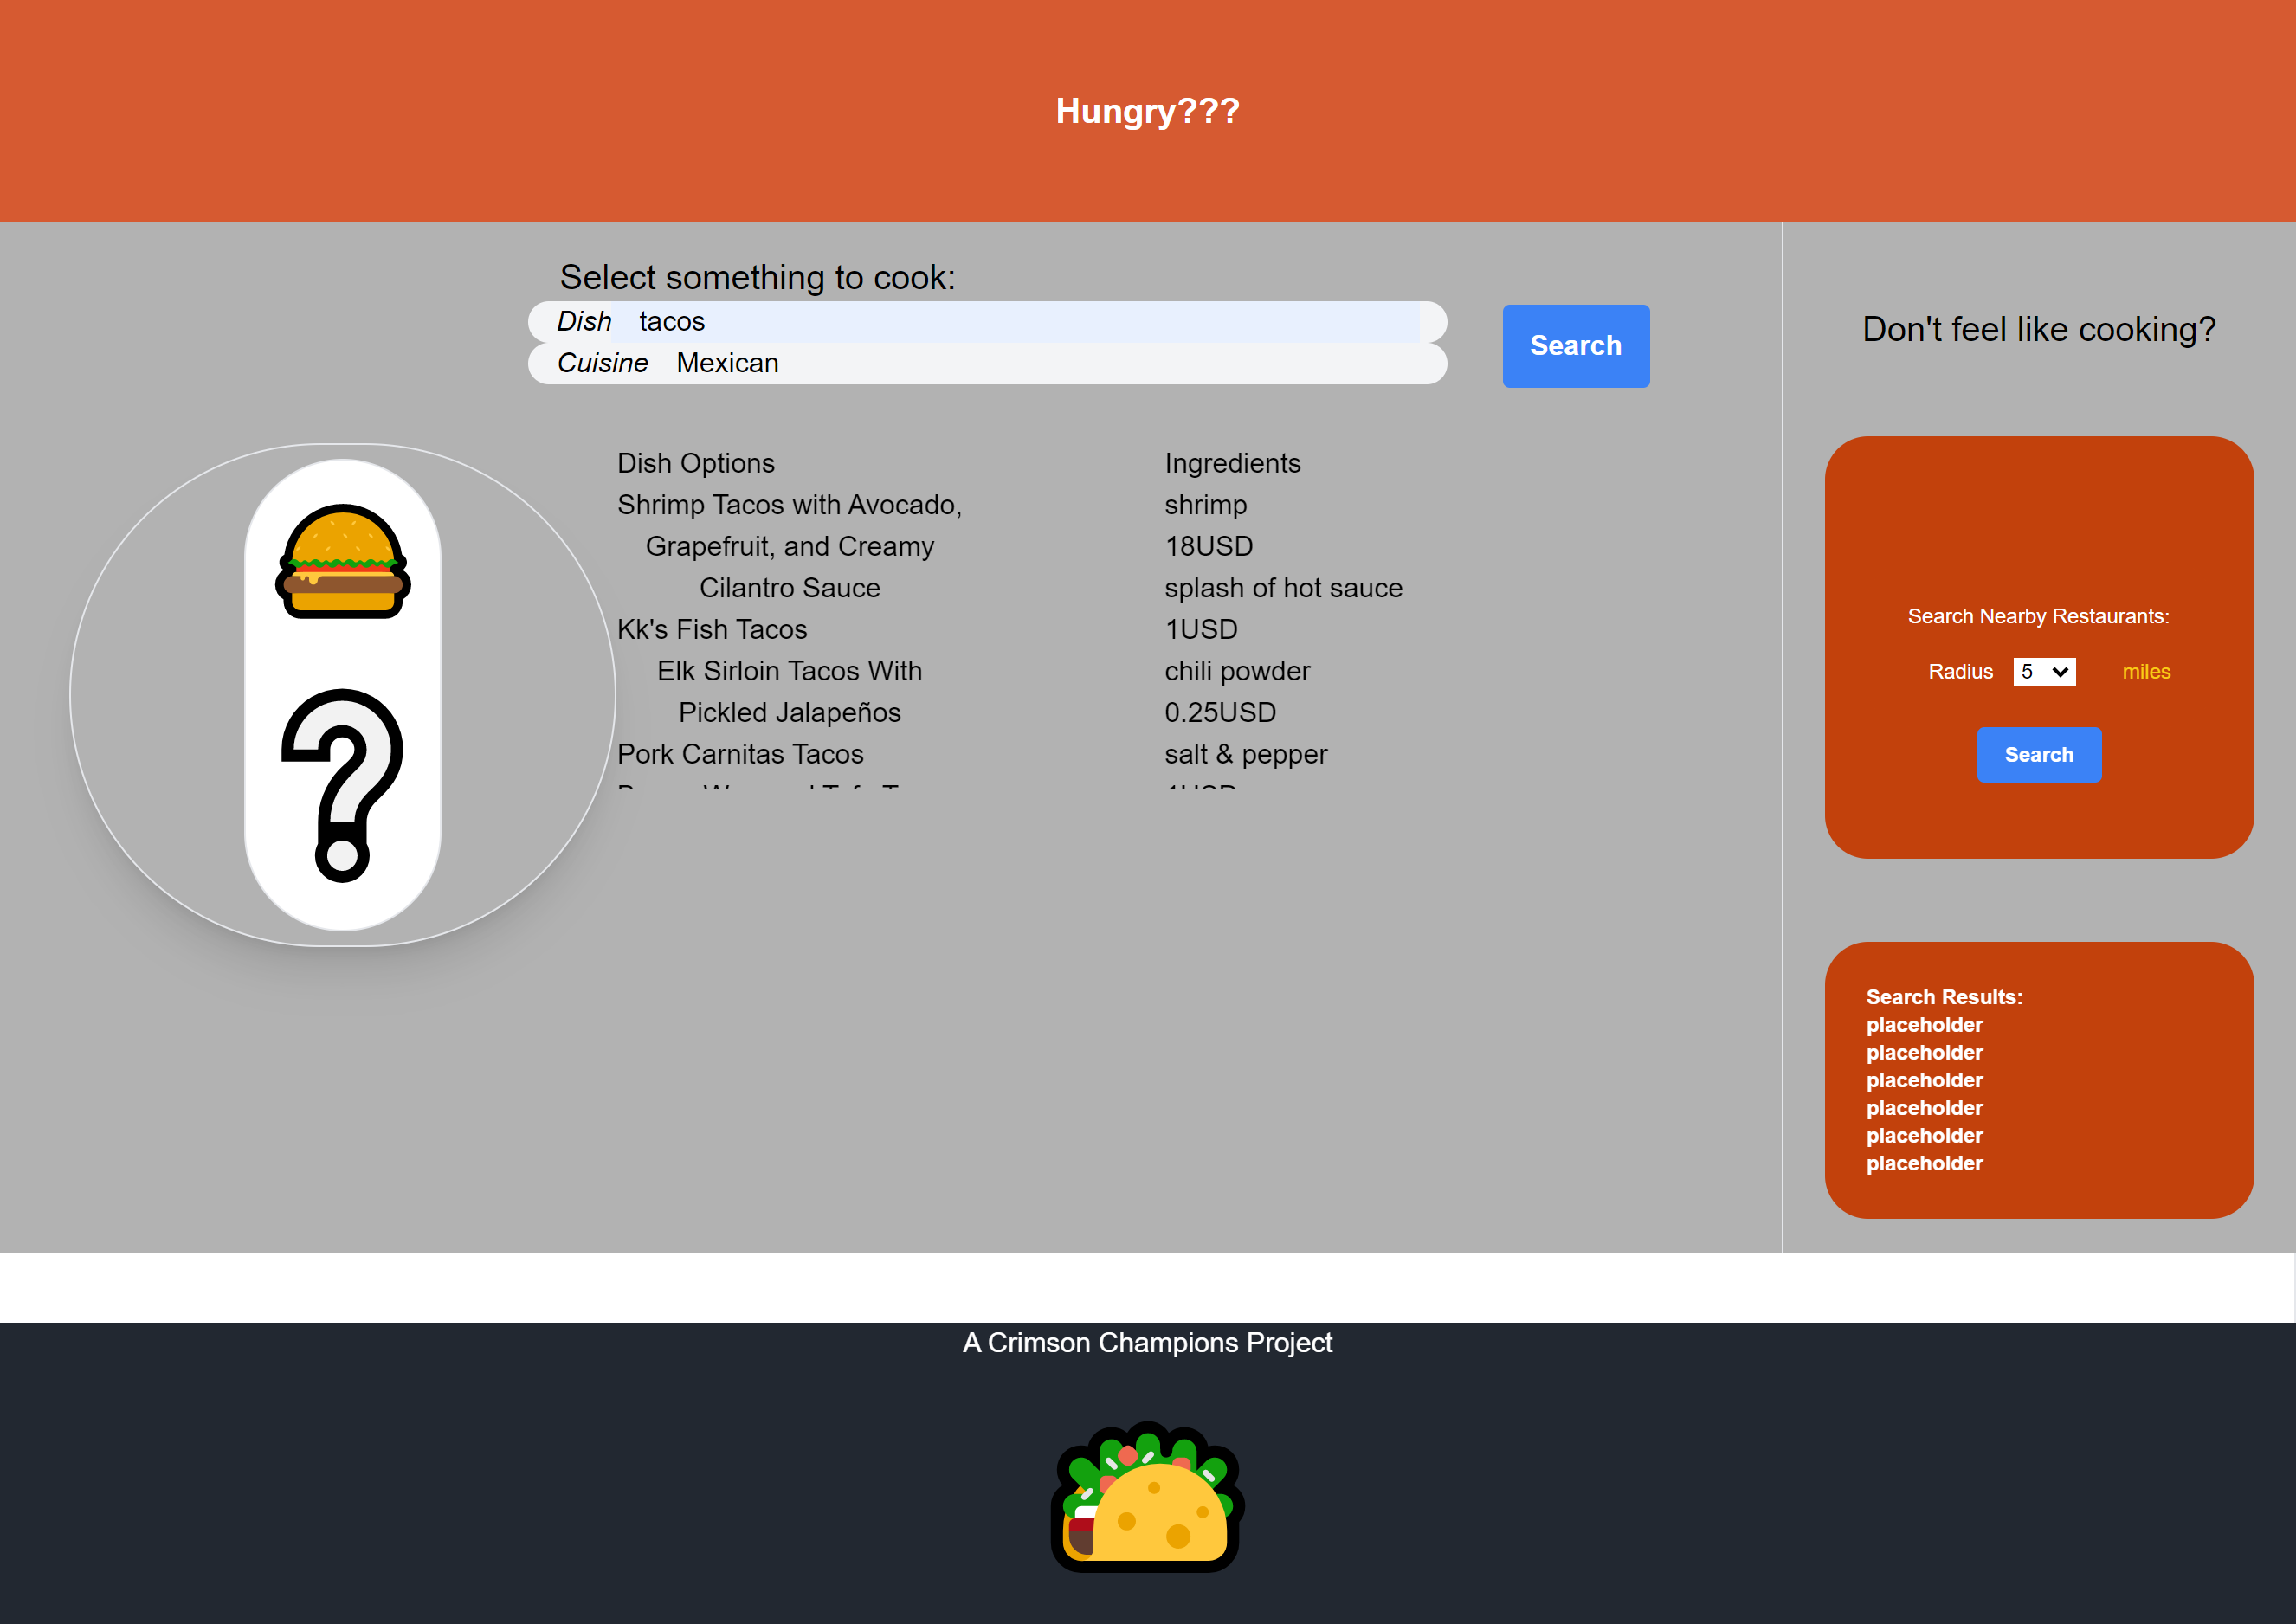 Hungry???
Select something to cook:
Dish tacos
Cuisine Mexican
Search
Dish Options
Shrimp Tacos with Avocado,
Grapefruit, and Creamy
Cilantro Sauce
Kk's Fish Tacos
Elk Sirloin Tacos With
Pickled Jalapeños
Pork Carnitas Tacos
Ingredients
shrimp
18USD
splash of hot sauce
1USD
chili powder
0.25USD
salt & pepper
1USD
Don't feel like cooking?
Search Nearby Restaurants:
Radius 5 miles
Search
Search Results:
placeholder
placeholder
placeholder
placeholder
placeholder
placeholder
A Crimson Champions Project